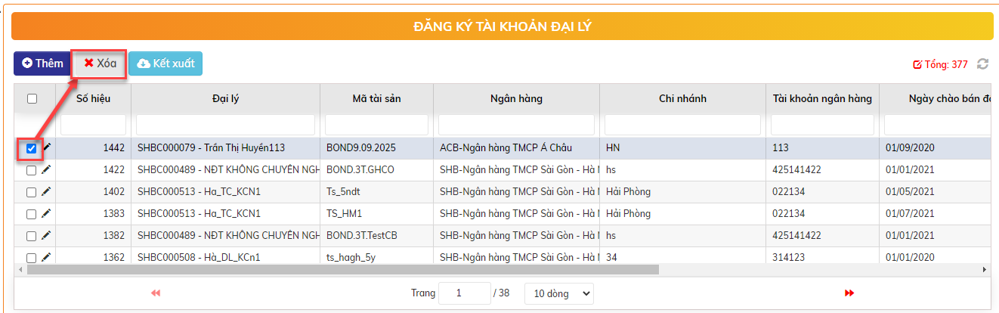 ĐĂNG KÝ TÀI KHOẢN ĐẠI LÝ
Thêm Xóa Kết xuất Tổng: 377
Số hiệu Đại lý Mã tài sản Ngân hàng Chi nhánh Tài khoản ngân hàng Ngày chào bán đ
1442 SHBC000079 - Trần Thị Huyền113 BOND9.09.2025 ACB-Ngân hàng TMCP Á Châu HN 113 01/09/2020
1422 SHBC000489 - NĐT KHÔNG CHUYÊN NGH BOND.3T.GHCO SHB-Ngân hàng TMCP Sài Gòn - Hà N hs 425141422 01/01/2021
1402 SHBC000513 - Ha_TC_KCN1 Ts_5ndt SHB-Ngân hàng TMCP Sài Gòn - Hà N Hải Phòng 022134 01/05/2021
1383 SHBC000513 - Ha_TC_KCN1 TS_HM1 SHB-Ngân hàng TMCP Sài Gòn - Hà N Hải Phòng 022134 01/07/2021
1382 SHBC000489 - NĐT KHÔNG CHUYÊN NGH BOND.3T.TestCB SHB-Ngân hàng TMCP Sài Gòn - Hà N hs 425141422 01/01/2021
1362 SHBC000508 - Hà_DL_KCn1 ts_hagh_5y SHB-Ngân hàng TMCP Sài Gòn - Hà N 34 314123 01/01/2020
Trang 1 / 38 10 dòng